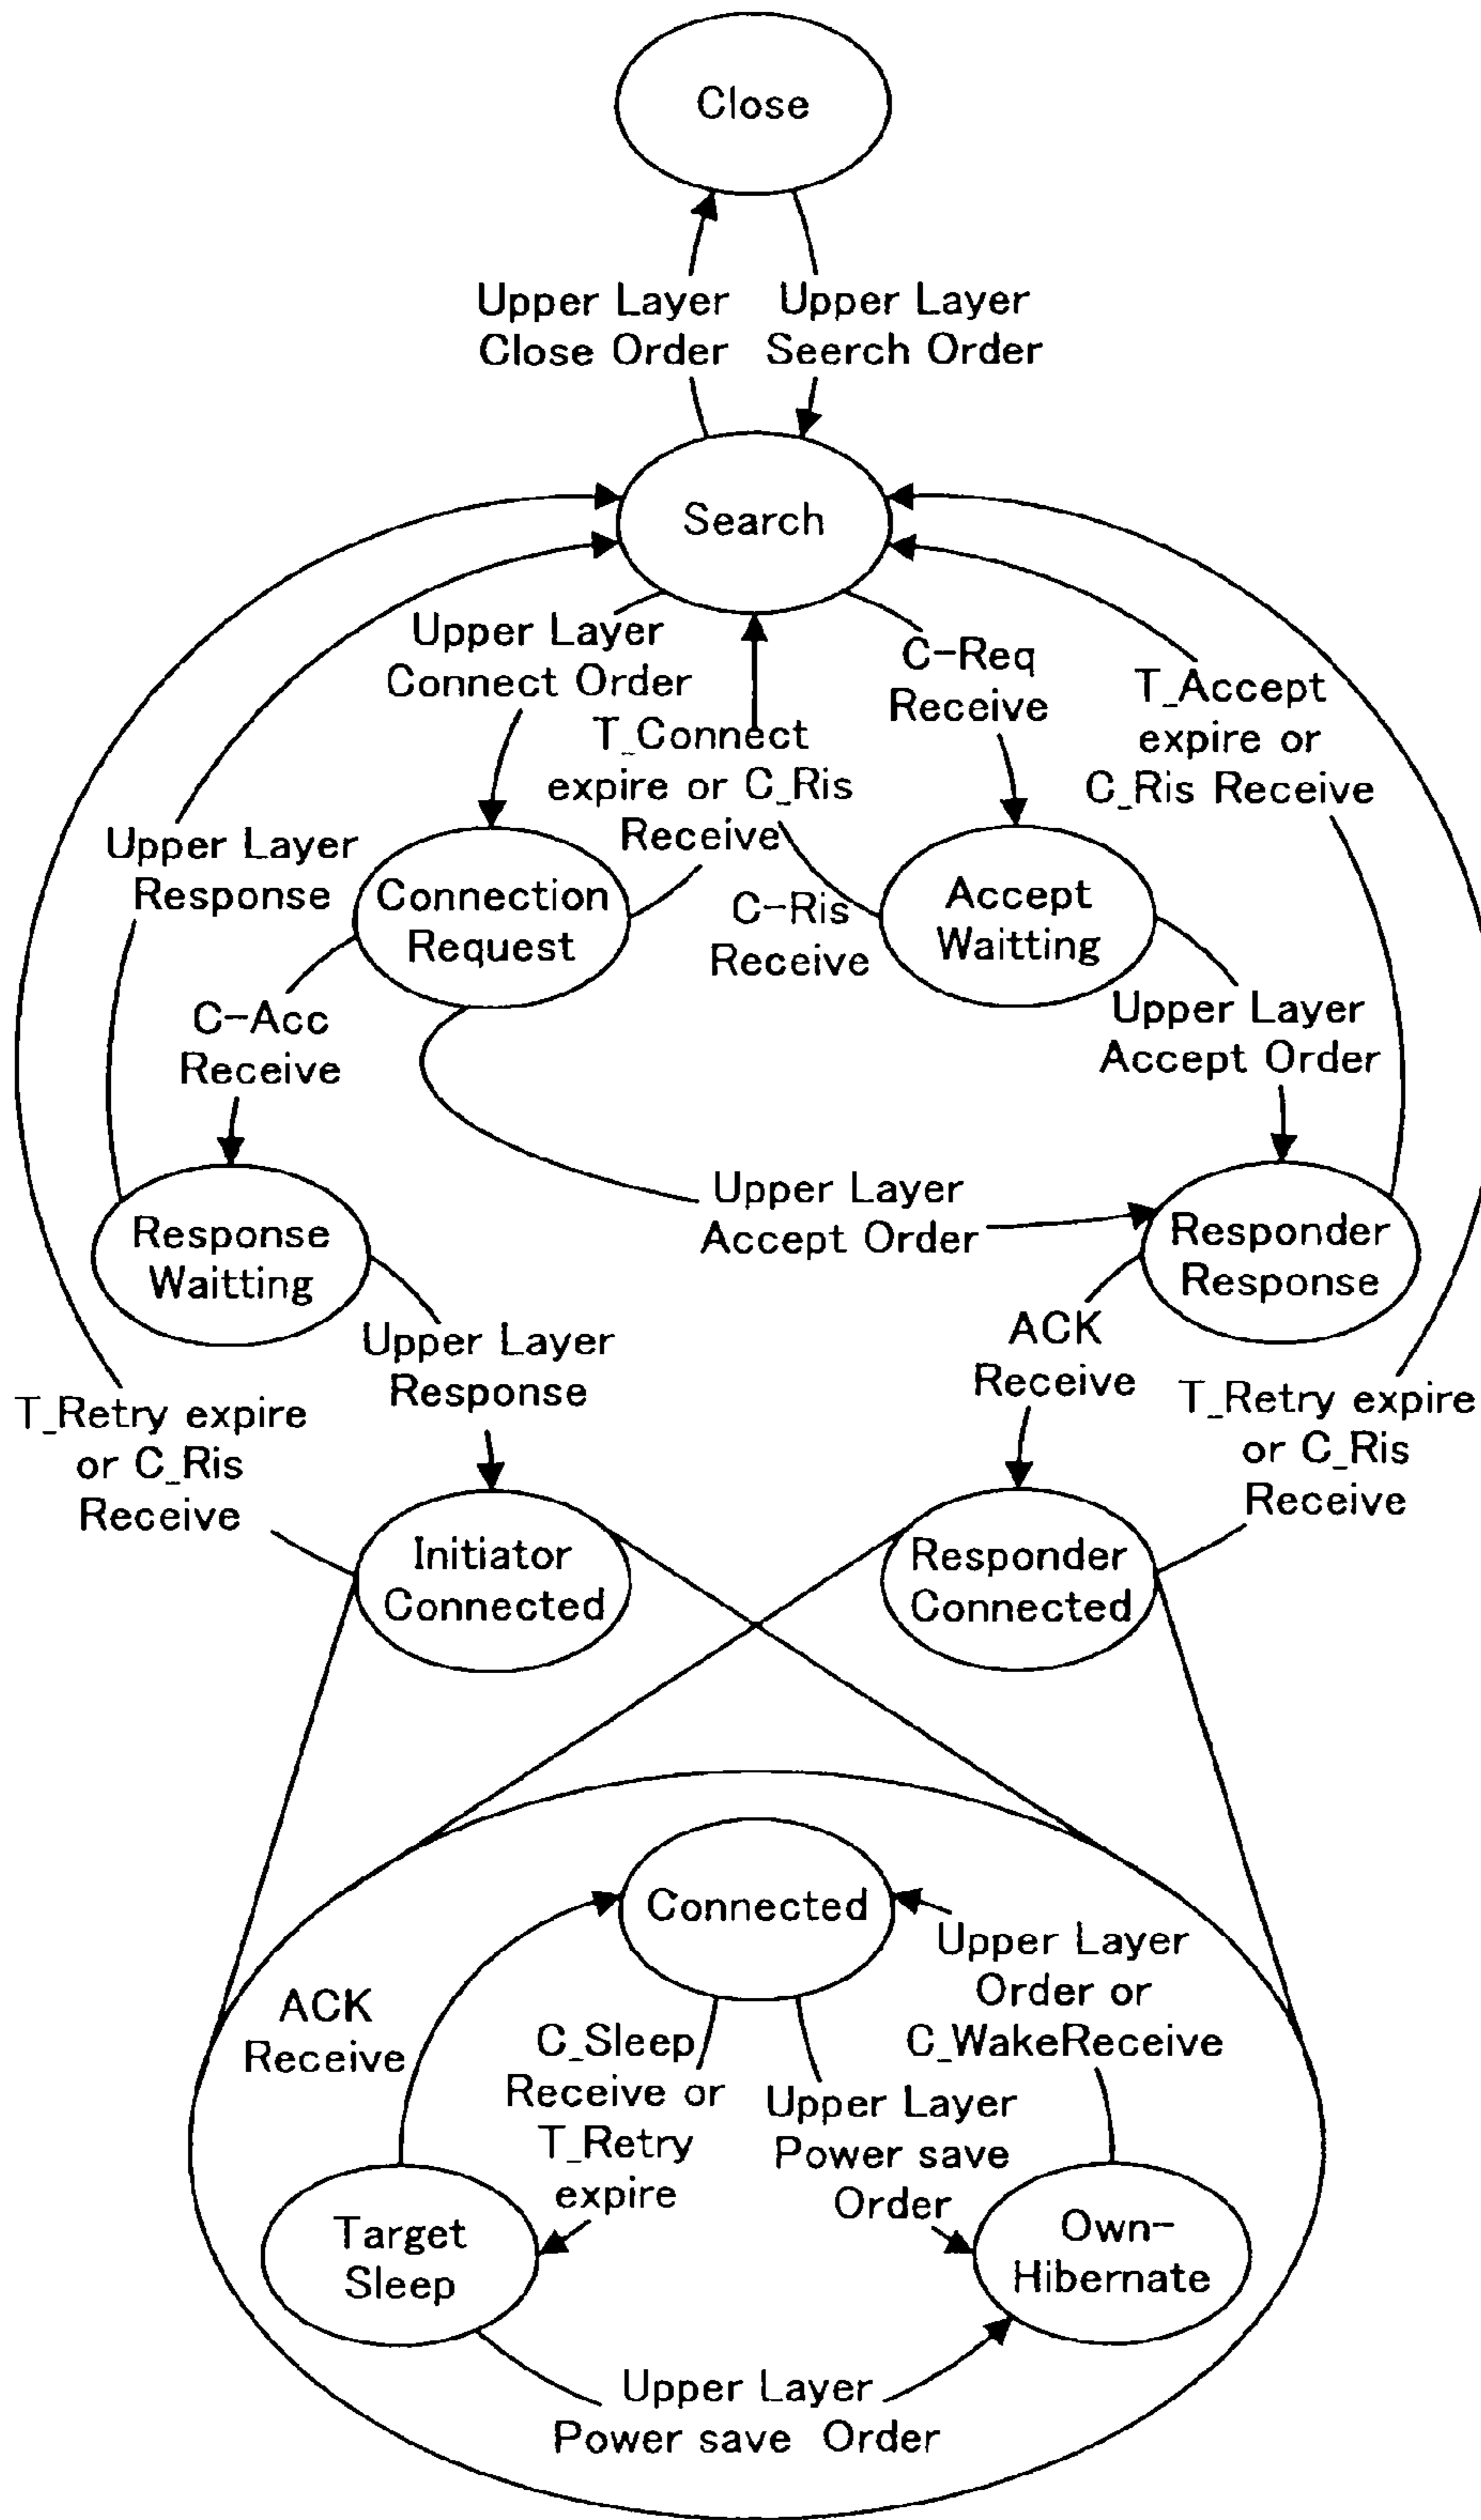 Close
Upper Layer
Close Order
Upper Layer
Seerch Order
Search
Upper Layer
Connect Order
T_Connect
expire or C_Ris
Receive
C-Req
Receive
T_Accept
expire or
C_Ris Receive
Upper Layer
Response
Connection
Request
C-Ris
Receive
Accept
Waitting
C-Acc
Receive
Upper Layer
Accept Order
Response
Waitting
Upper Layer
Accept Order
Responder
Response
Upper Layer
Response
ACK
Receive
T_Retry expire
or C_Ris
Receive
T_Retry expire
or C_Ris
Receive
Initiator
Connected
Responder
Connected
Connected
ACK
Receive
C_Sleep
Receive or
T_Retry
expire
Upper Layer
Power save
Order
Upper Layer
Order or
C_WakeReceive
Target
Sleep
Own-
Hibernate
Upper Layer
Power save Order